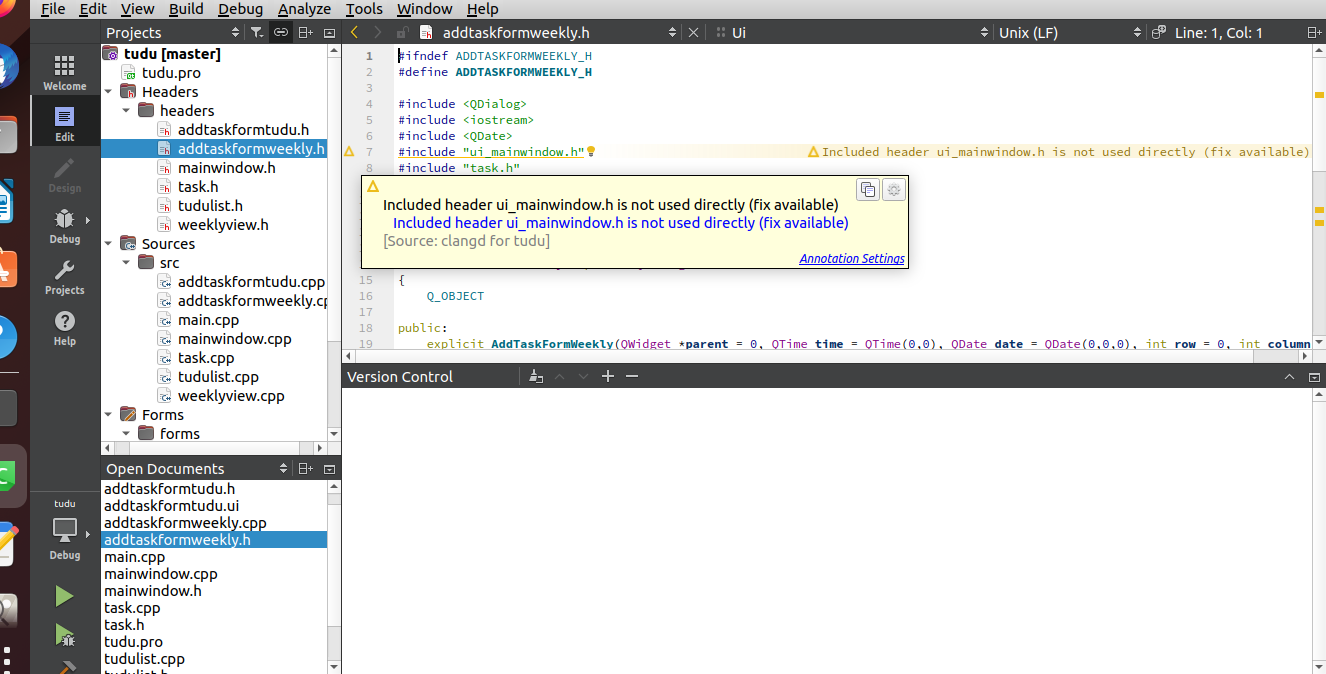 File Edit View Build Debug Analyze Tools Window Help
Projects
addtaskformweekly.h
Ui
Unix (LF)
Line: 1, Col: 1
Welcome
Edit
Design
Debug
Projects
Help
tudu
Debug
tudu [master]
tudu.pro
Headers
headers
addtaskformtudu.h
addtaskformweekly.h
mainwindow.h
task.h
tudulist.h
weeklyview.h
Sources
src
addtaskformtudu.cpp
addtaskformweekly.cp
main.cpp
mainwindow.cpp
task.cpp
tudulist.cpp
weeklyview.cpp
Forms
forms
Open Documents
addtaskformtudu.h
addtaskformtudu.ui
addtaskformweekly.cpp
addtaskformweekly.h
main.cpp
mainwindow.cpp
mainwindow.h
task.cpp
task.h
tudu.pro
tudulist.cpp
1 #ifndef ADDTASKFORMWEEKLY_H
2 #define ADDTASKFORMWEEKLY_H
3
4 #include <QDialog>
5 #include <iostream>
6 #include <QDate>
7 #include "ui_mainwindow.h" Included header ui_mainwindow.h is not used directly (fix available)
8 #include "task.h"
Included header ui_mainwindow.h is not used directly (fix available)
Included header ui_mainwindow.h is not used directly (fix available)
[Source: clangd for tudu]
Annotation Settings
15 {
16 Q_OBJECT
17
18 public:
19 explicit AddTaskFormWeekly(QWidget *parent = 0, QTime time = QTime(0,0), QDate date = QDate(0,0,0), int row = 0, int column
Version Control